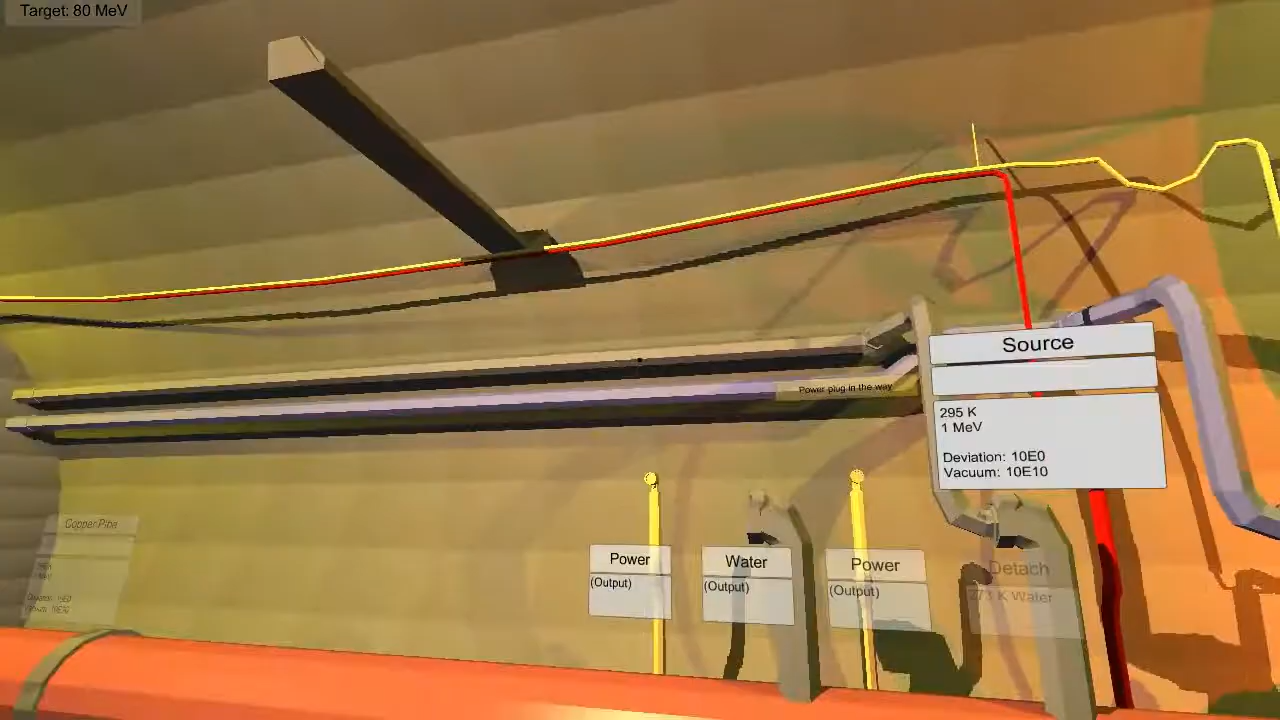 Target: 80 MeV
Power plug in the way
Source
295 K
1 MeV
Deviation: 10E0
Vacuum: 10E10
Copper Pipe
Power
(Output)
Water
(Output)
Power
(Output)
Detach
273 K Water